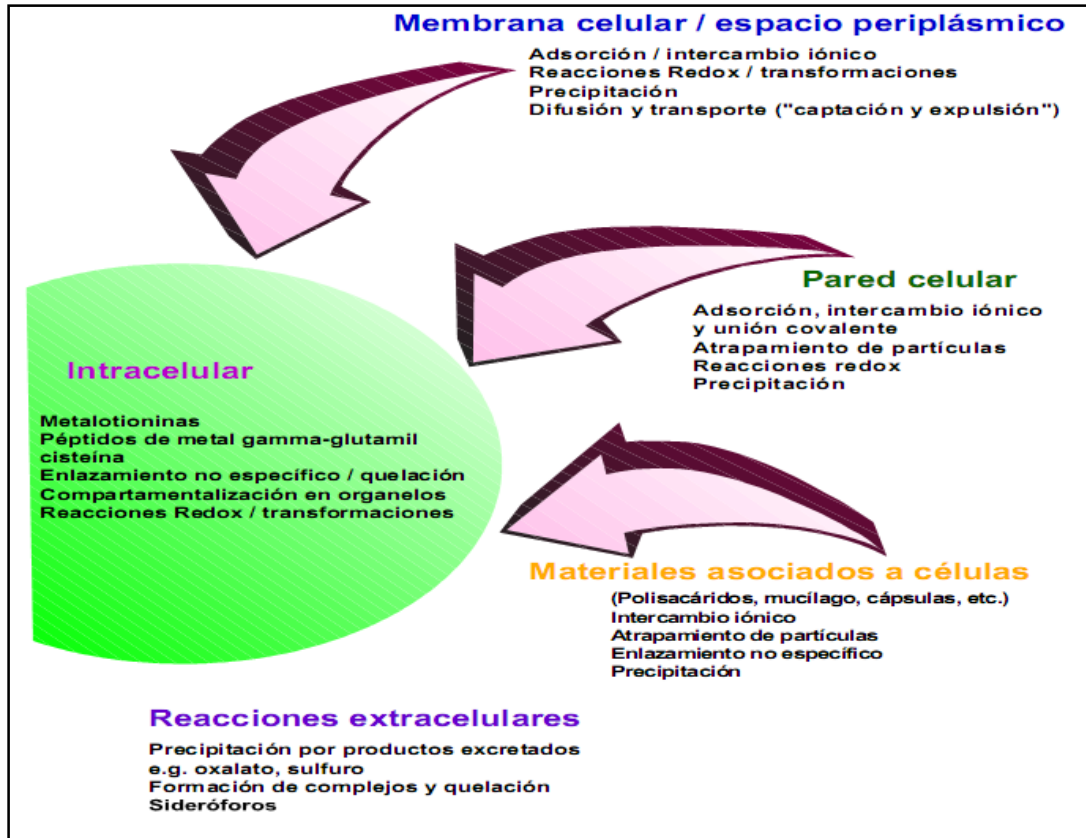 Membrana celular / espacio periplásmico
Adsorción / intercambio iónico
Reacciones Redox / transformaciones
Precipitación
Difusión y transporte ("captación y expulsión")
Pared celular
Adsorción, intercambio iónico
y unión covalente
Atrapamiento de partículas
Reacciones redox
Precipitación
Intracelular
Metalotioninas
Péptidos de metal gamma-glutamil
cisteína
Enlazamiento no específico / quelación
Compartamentalización en organelos
Reacciones Redox / transformaciones
Materiales asociados a células
(Polisacáridos, mucílago, cápsulas, etc.)
Intercambio iónico
Atrapamiento de partículas
Enlazamiento no específico
Precipitación
Reacciones extracelulares
Precipitación por productos excretados
e.g. oxalato, sulfuro
Formación de complejos y quelación
Sideróforos